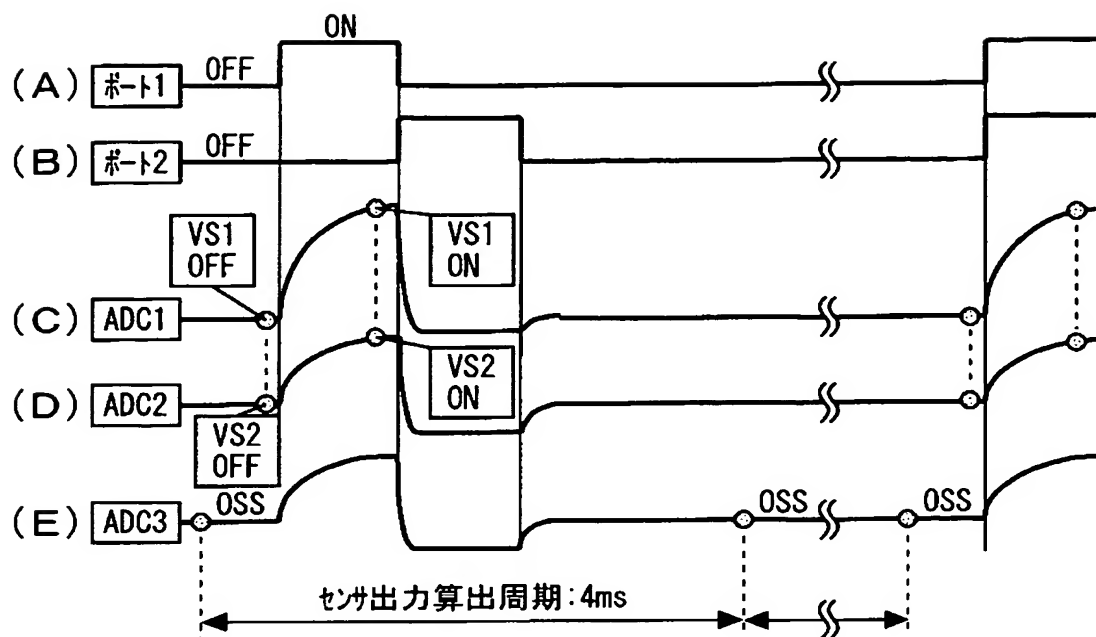 ON
(A) ポート1 OFF
(B) ポート2 OFF
VS1
OFF
VS1
ON
(C) ADC1
VS2
ON
(D) ADC2
VS2
OFF
(E) ADC3 OSS OSS OSS
センサ出力算出周期:4ms